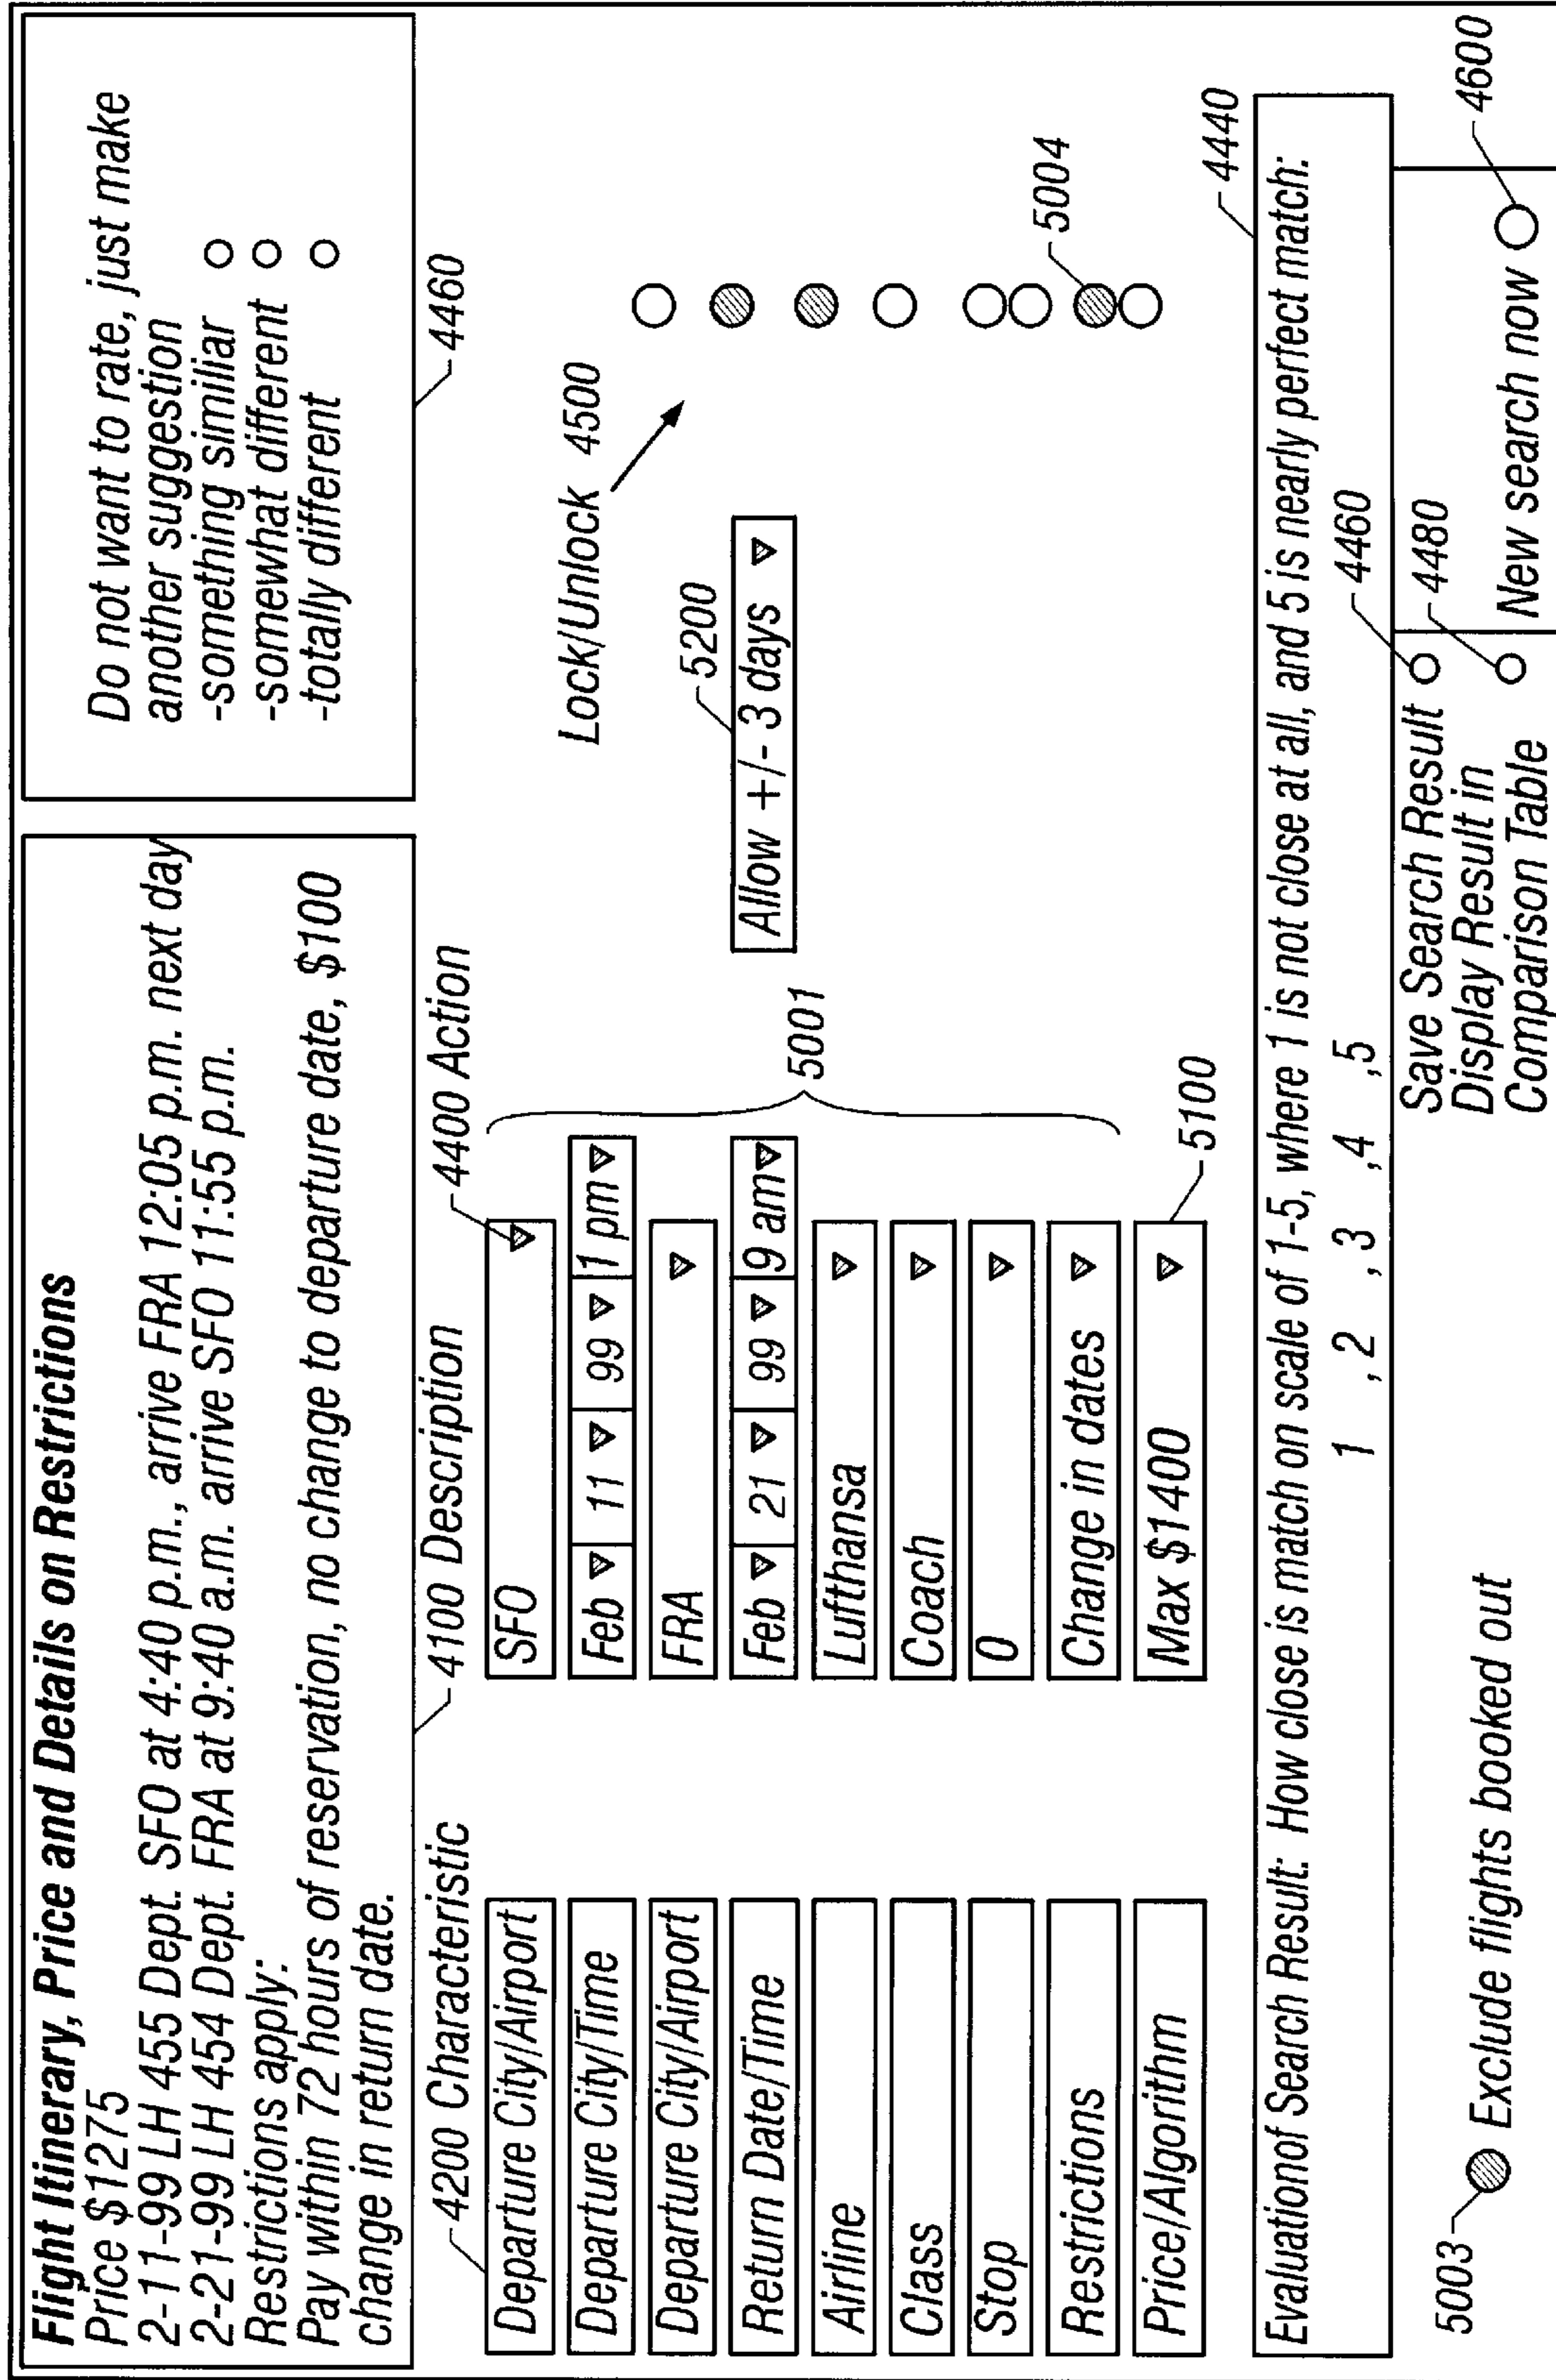 Flight Itinerary, Price and Details on Restrictions
Price $1275
2-11-99 LH 455 Dept. SFO at 4:40 p.m., arrive FRA 12:05 p.m. next day
2-21-99 LH 454 Dept. FRA at 9:40 a.m. arrive SFO 11:55 p.m.
Restrictions apply:
Pay within 72 hours of reservation, no change to departure date, $100
change in return date.
Do not want to rate, just make
another suggestion
-something similiar
-somewhat different
-totally different
4460
4200 Characteristic
4100 Description
4400 Action
Lock/Unlock 4500
Departure City/Airport
SFO
Departure City/Time
Feb 11 99 1 pm
Departure City/Airport
FRA
5001
5200
Return Date/Time
Feb 21 99 9 am
Allow +/- 3 days
Airline
Lufthansa
Class
Coach
Stop
0
Restrictions
Change in dates
5004
Price/Algorithm
Max $1400
5100
4440
Evaluationof Search Result: How close is match on scale of 1-5, where 1 is not close at all, and 5 is nearly perfect match:
1 ,2 ,3 ,4 ,5
4460
Save Search Result
4480
Display Result in
Comparison Table
New search now
4600
5003
Exclude flights booked out